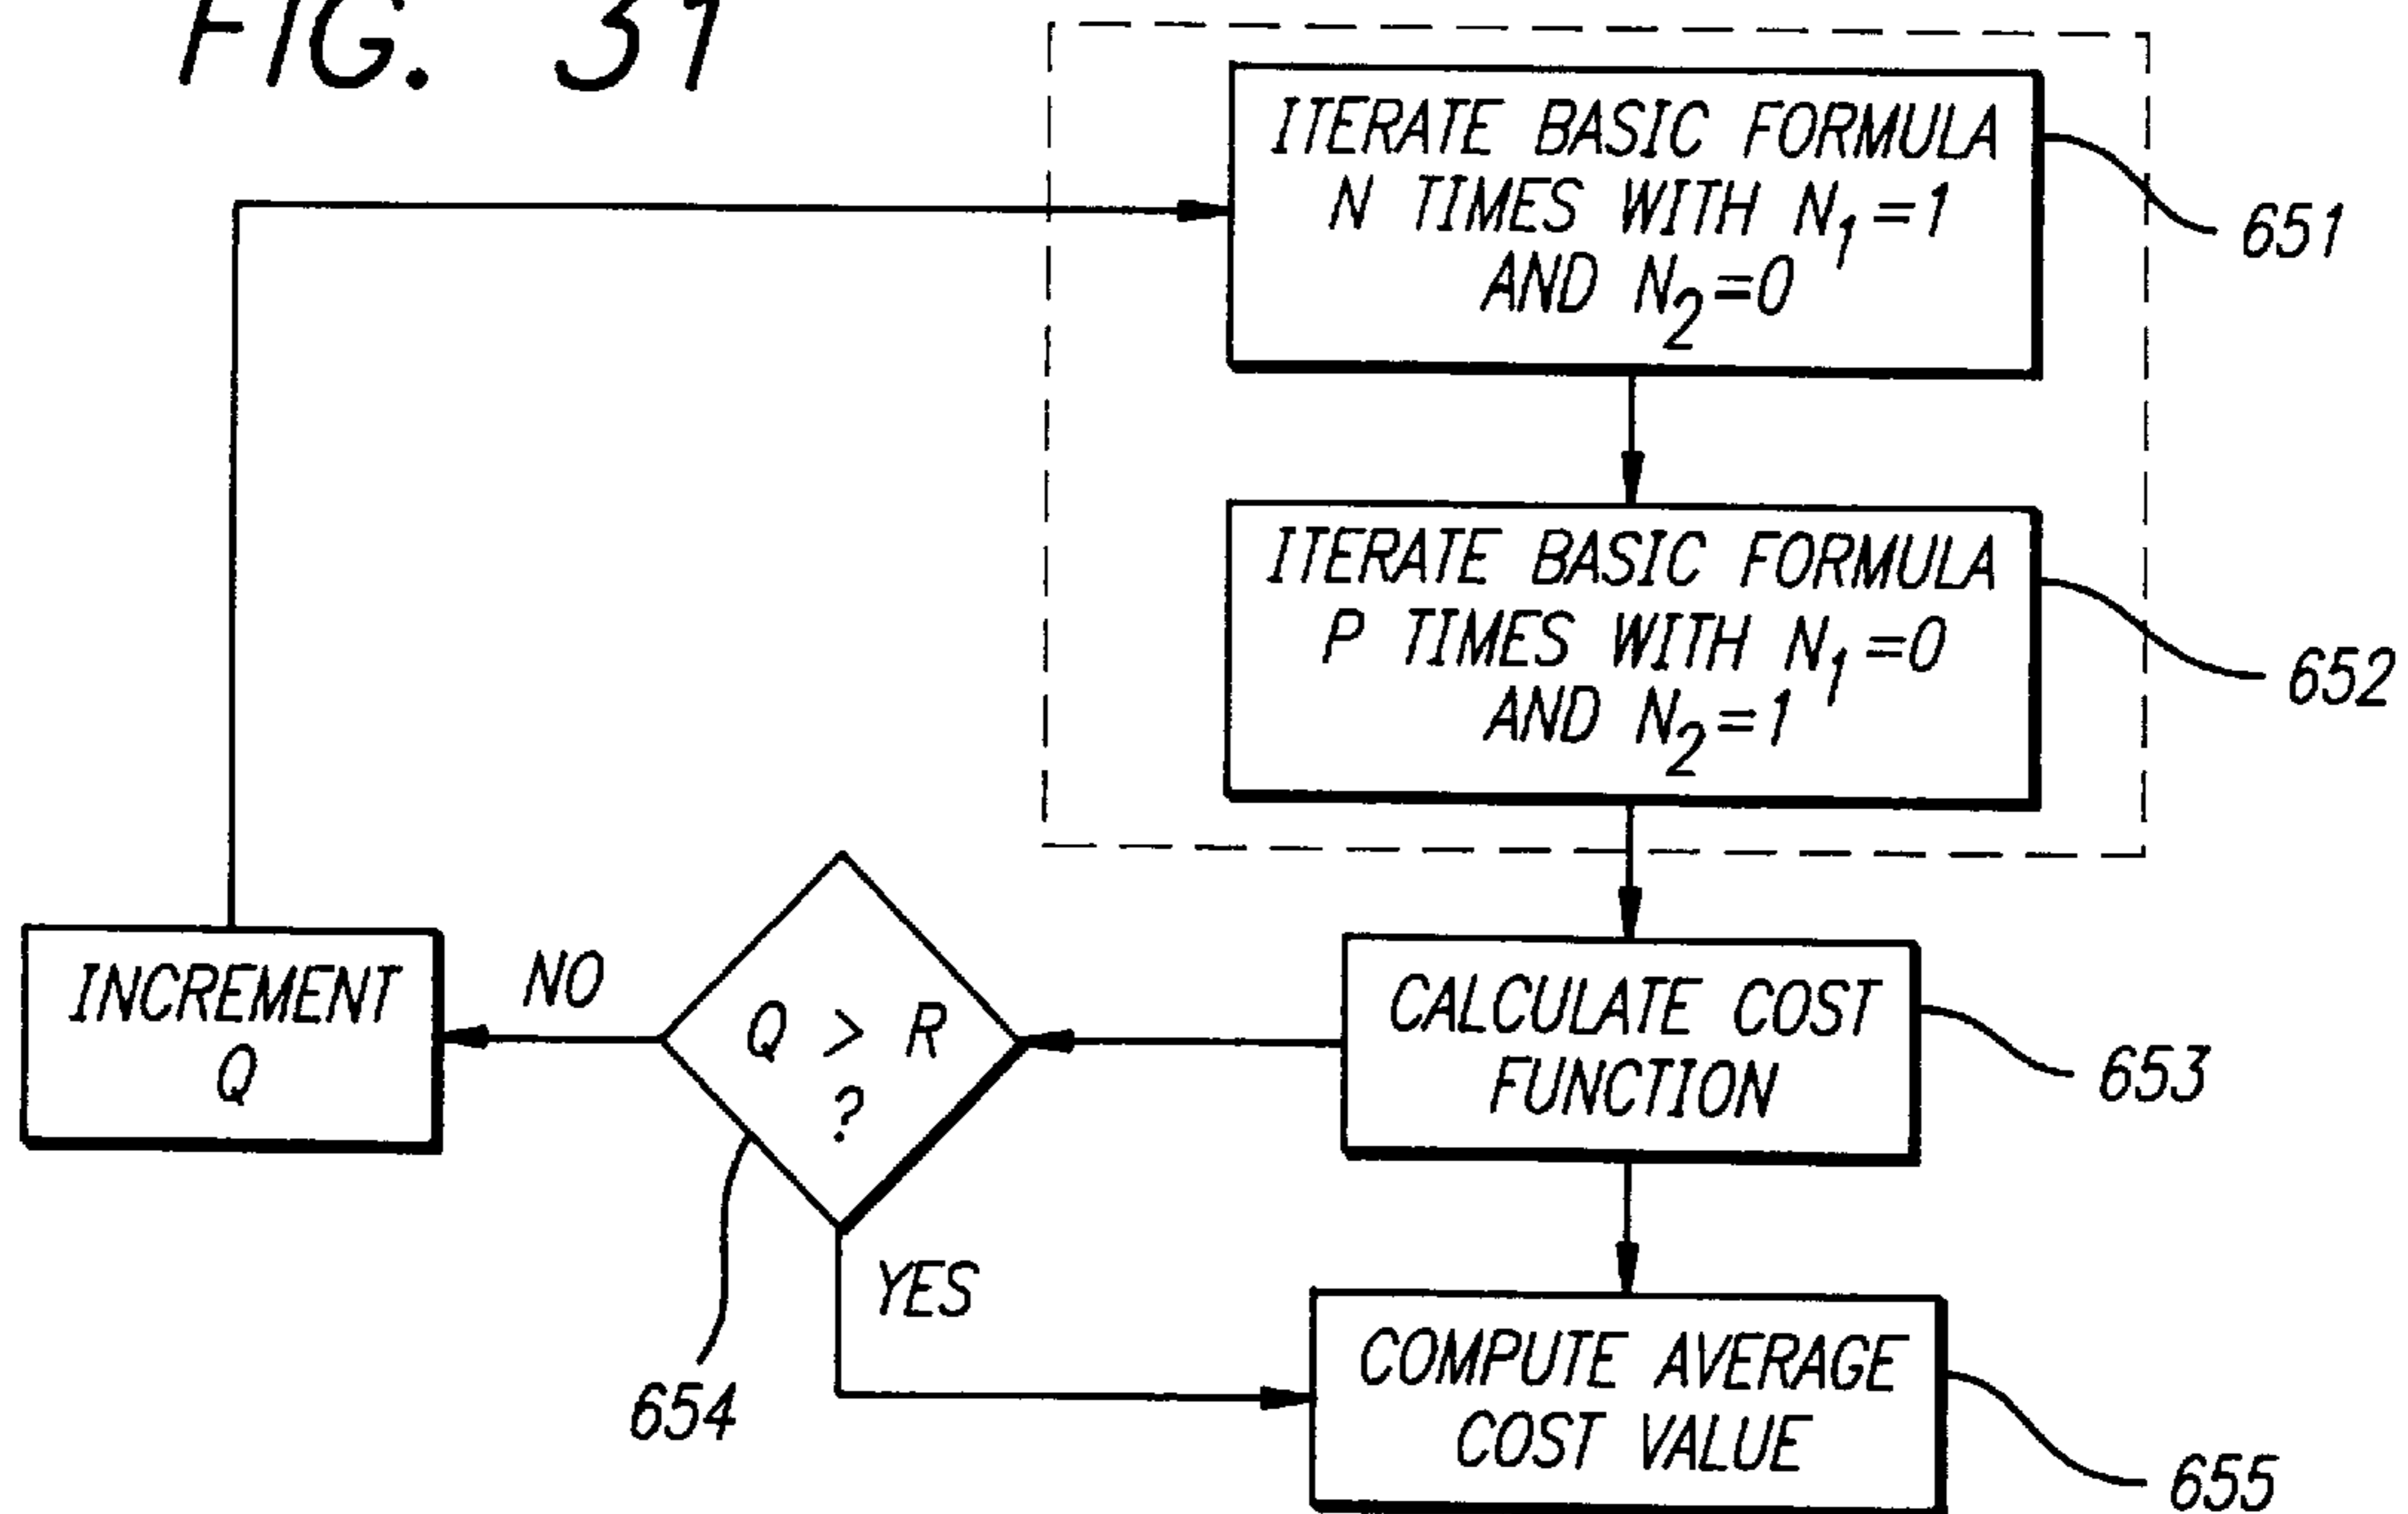 FIG. 31
ITERATE BASIC FORMULA
N TIMES WITH N₁=1
AND N₂=0
651
ITERATE BASIC FORMULA
P TIMES WITH N₁=0
AND N₂=1
652
INCREMENT
Q
NO
Q > R
?
CALCULATE COST
FUNCTION
653
YES
654
COMPUTE AVERAGE
COST VALUE
655